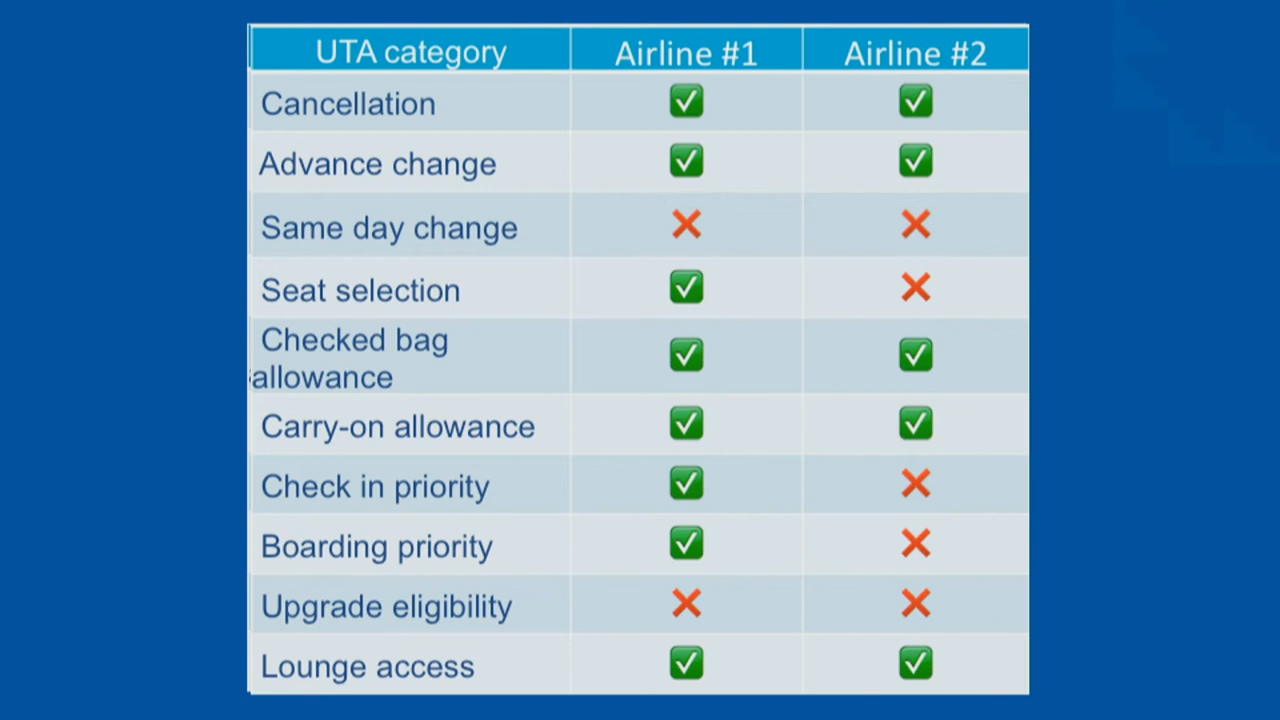 UTA category Airline #1 Airline #2
Cancellation ✅ ✅
Advance change ✅ ✅
Same day change ❌ ❌
Seat selection ✅ ❌
Checked bag
allowance ✅ ✅
Carry-on allowance ✅ ✅
Check in priority ✅ ❌
Boarding priority ✅ ❌
Upgrade eligibility ❌ ❌
Lounge access ✅ ✅